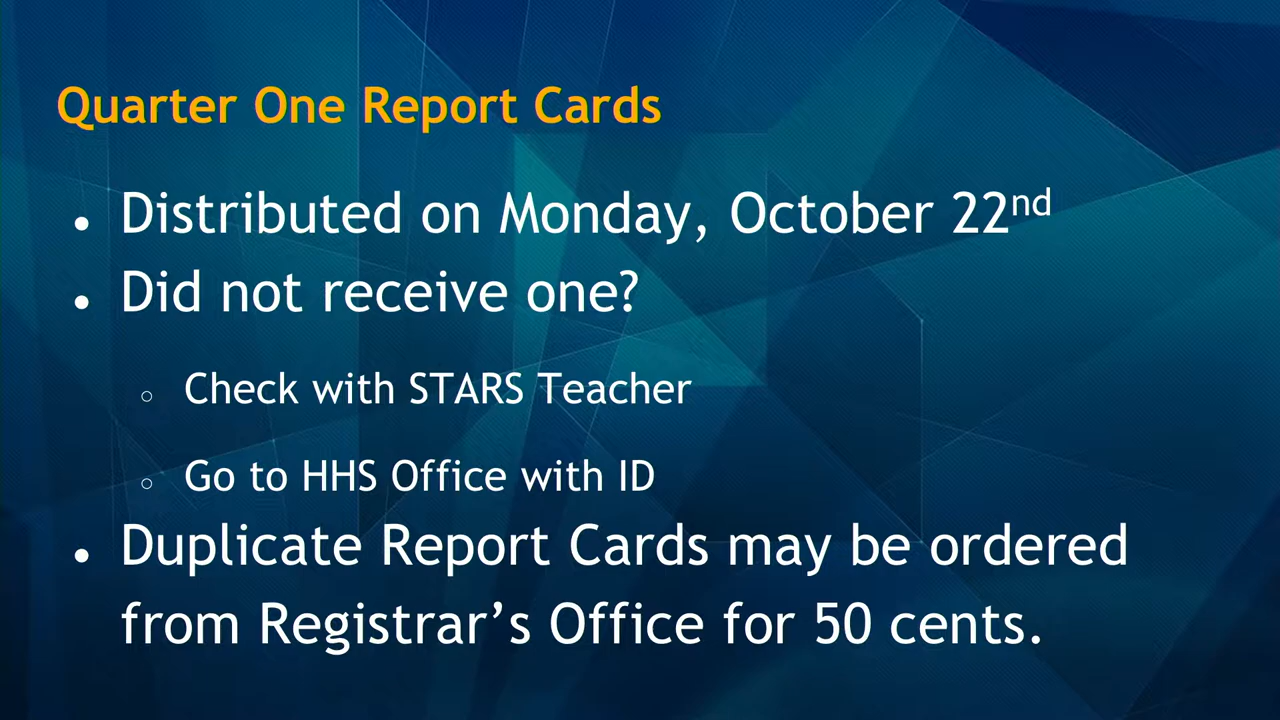 Quarter One Report Cards
• Distributed on Monday, October 22nd
• Did not receive one?
○ Check with STARS Teacher
○ Go to HHS Office with ID
• Duplicate Report Cards may be ordered
from Registrar’s Office for 50 cents.